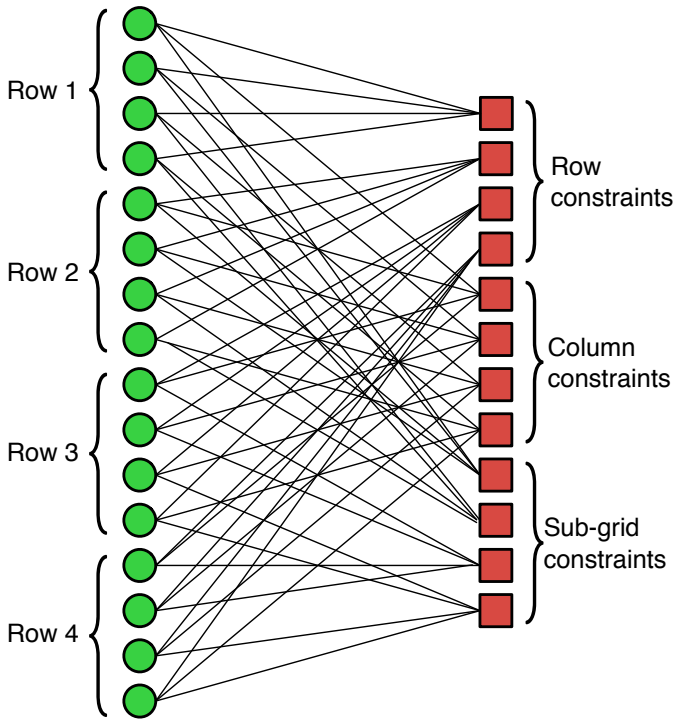 Row 1
Row
constraints
Row 2
Column
constraints
Row 3
Sub-grid
constraints
Row 4